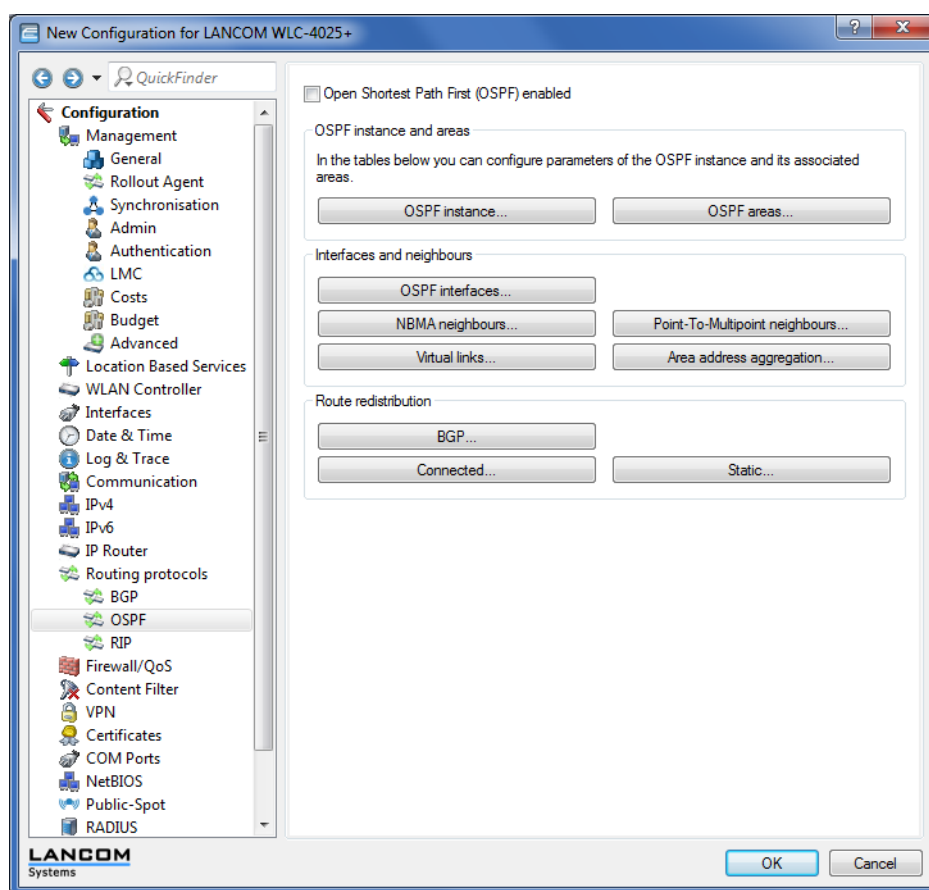 New Configuration for LANCOM WLC-4025+
QuickFinder
Configuration
Management
General
Rollout Agent
Synchronisation
Admin
Authentication
LMC
Costs
Budget
Advanced
Location Based Services
WLAN Controller
Interfaces
Date & Time
Log & Trace
Communication
IPv4
IPv6
IP Router
Routing protocols
BGP
OSPF
RIP
Firewall/QoS
Content Filter
VPN
Certificates
COM Ports
NetBIOS
Public-Spot
RADIUS
Open Shortest Path First (OSPF) enabled
OSPF instance and areas
In the tables below you can configure parameters of the OSPF instance and its associated
areas.
OSPF instance...
OSPF areas...
Interfaces and neighbours
OSPF interfaces...
NBMA neighbours...
Point-To-Multipoint neighbours...
Virtual links...
Area address aggregation...
Route redistribution
BGP...
Connected...
Static...
LANCOM
Systems
OK
Cancel